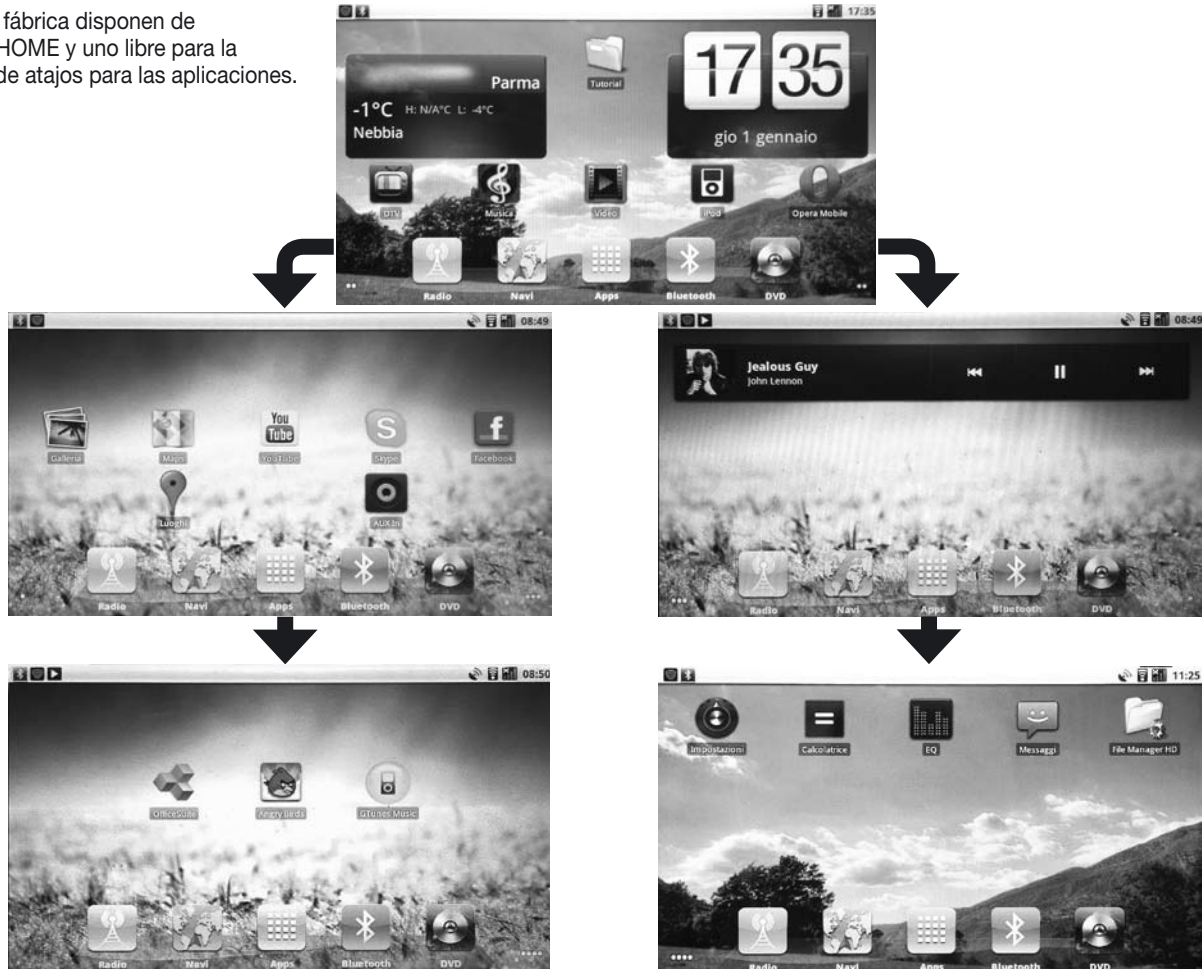 fábrica disponen de
HOME y uno libre para la
de atajos para las aplicaciones.
17:35
Parma
-1°C H: N/A°C L: -4°C
Nebbia
Tutorial
17 35
gio 1 gennaio
DTV Musica Video iPod Opera Mobile
Radio Navi Apps Bluetooth DVD
08:49
Galleria Maps YouTube Skype Facebook
You
Tube
Luoghi AUX In
Radio Navi Apps Bluetooth DVD
08:49
Jealous Guy
John Lennon
Radio Navi Apps Bluetooth DVD
08:50
OfficeSuite Angry Birds GTunes Music
Radio Navi Apps Bluetooth DVD
11:25
Impostazioni Calcolatrice EQ Messaggi File Manager HD
Radio Navi Apps Bluetooth DVD